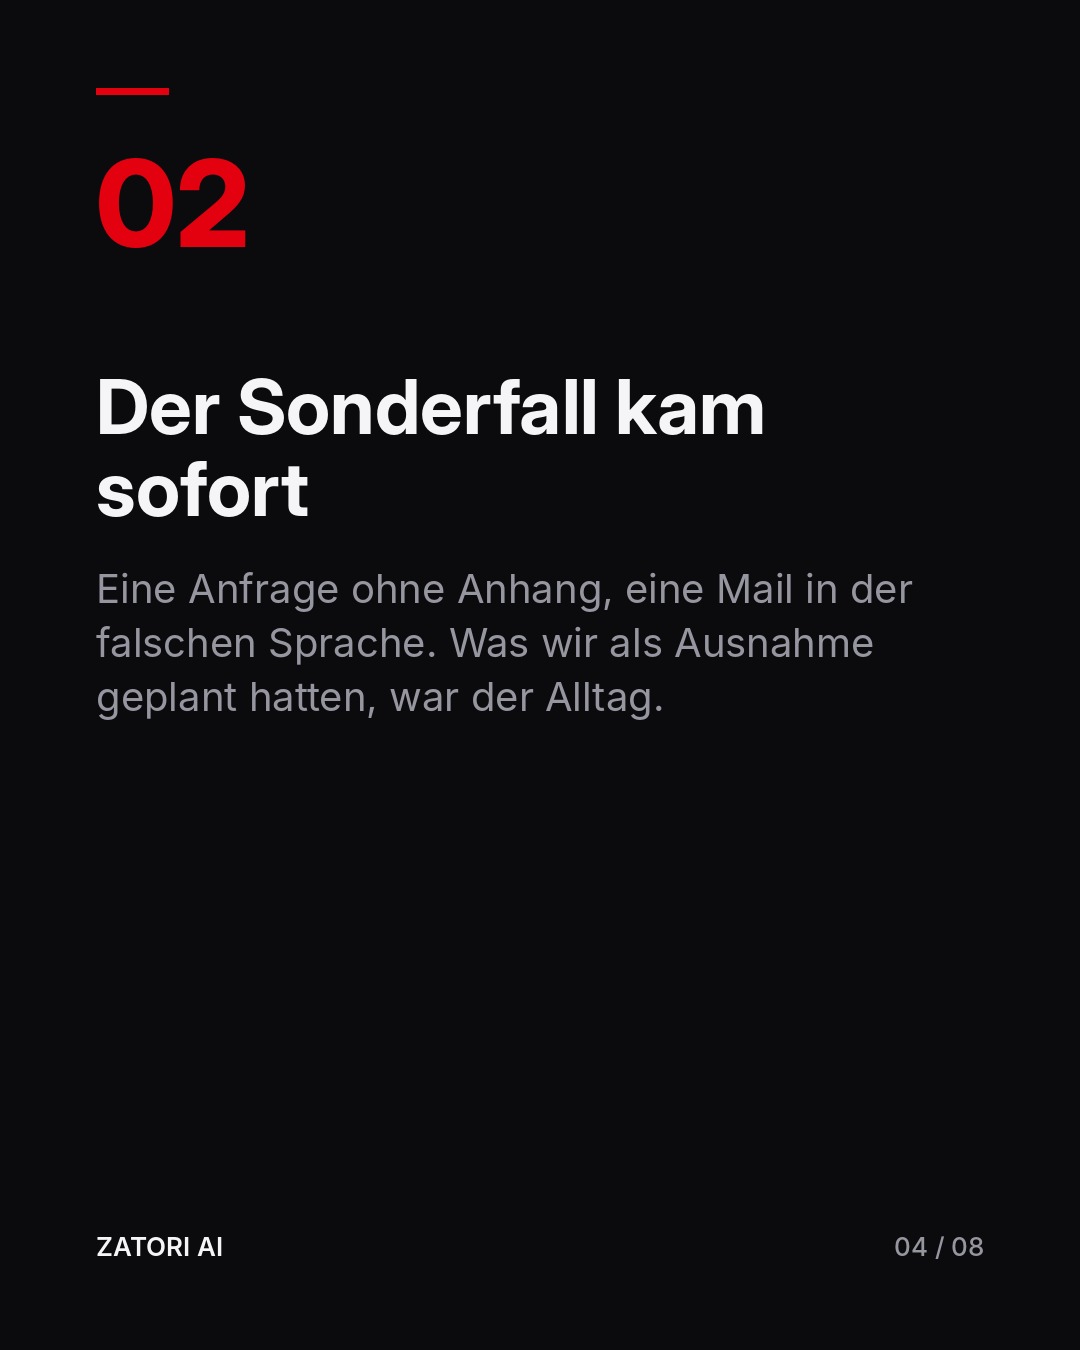 02
Der Sonderfall kam
sofort
Eine Anfrage ohne Anhang, eine Mail in der
falschen Sprache. Was wir als Ausnahme
geplant hatten, war der Alltag.
ZATORI AI
04 / 08